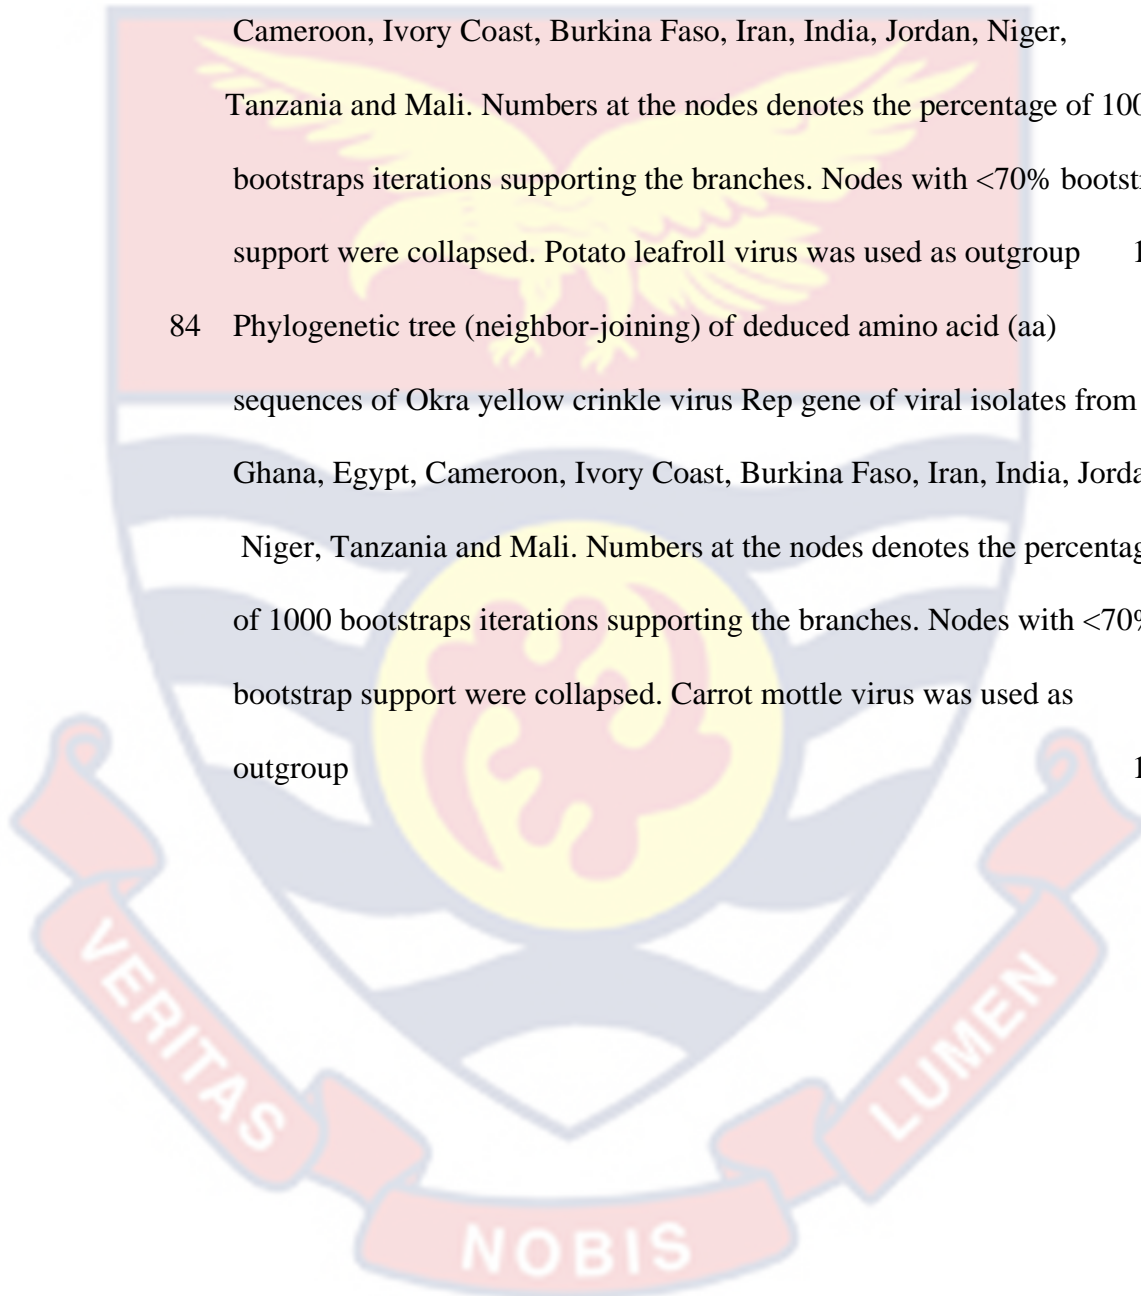 Cameroon, Ivory Coast, Burkina Faso, Iran, India, Jordan, Niger,
Tanzania and Mali. Numbers at the nodes denotes the percentage of
bootstraps iterations supporting the branches. Nodes with <70%
support were collapsed. Potato leafroll virus was used as outgroup
84 Phylogenetic tree (neighbor-joining) of deduced amino acid (aa)
sequences of Okra yellow crinkle virus Rep gene of viral isolates from
Ghana, Egypt, Cameroon, Ivory Coast, Burkina Faso, Iran, India,
Niger, Tanzania and Mali. Numbers at the nodes denotes the
of 1000 bootstraps iterations supporting the branches. Nodes with
bootstrap support were collapsed. Carrot mottle virus was used as
outgroup
VERITAS
NOBIS
LUMEN